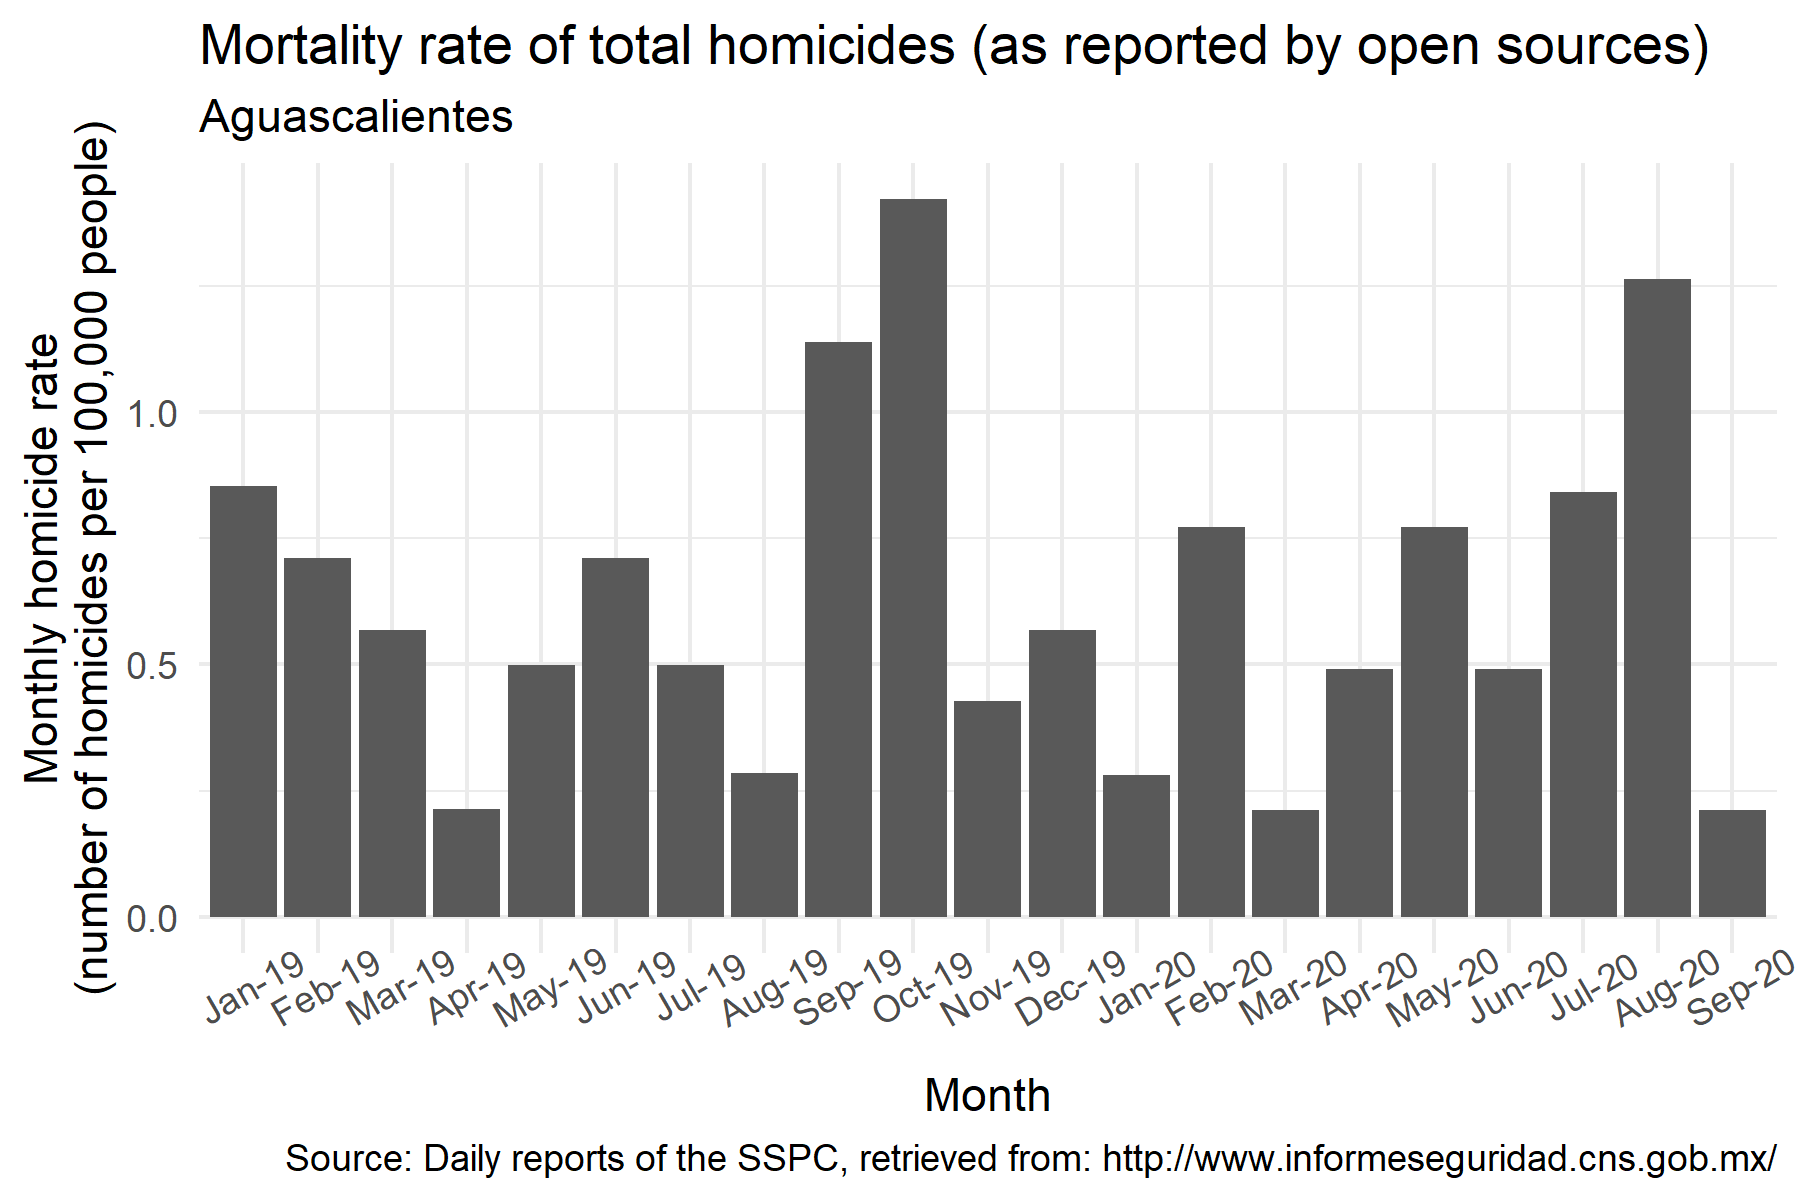 Mortality rate of total homicides (as reported by open sources)
Aguascalientes
Monthly homicide rate
(number of homicides per 100,000 people)
1.0
0.5
0.0
Jan-19
Feb-19
Mar-19
Apr-19
May-19
Jun-19
Jul-19
Aug-19
Sep-19
Oct-19
Nov-19
Dec-19
Jan-20
Feb-20
Mar-20
Apr-20
May-20
Jun-20
Jul-20
Aug-20
Sep-20
Month
Source: Daily reports of the SSPC, retrieved from: http://www.informeseguridad.cns.gob.mx/